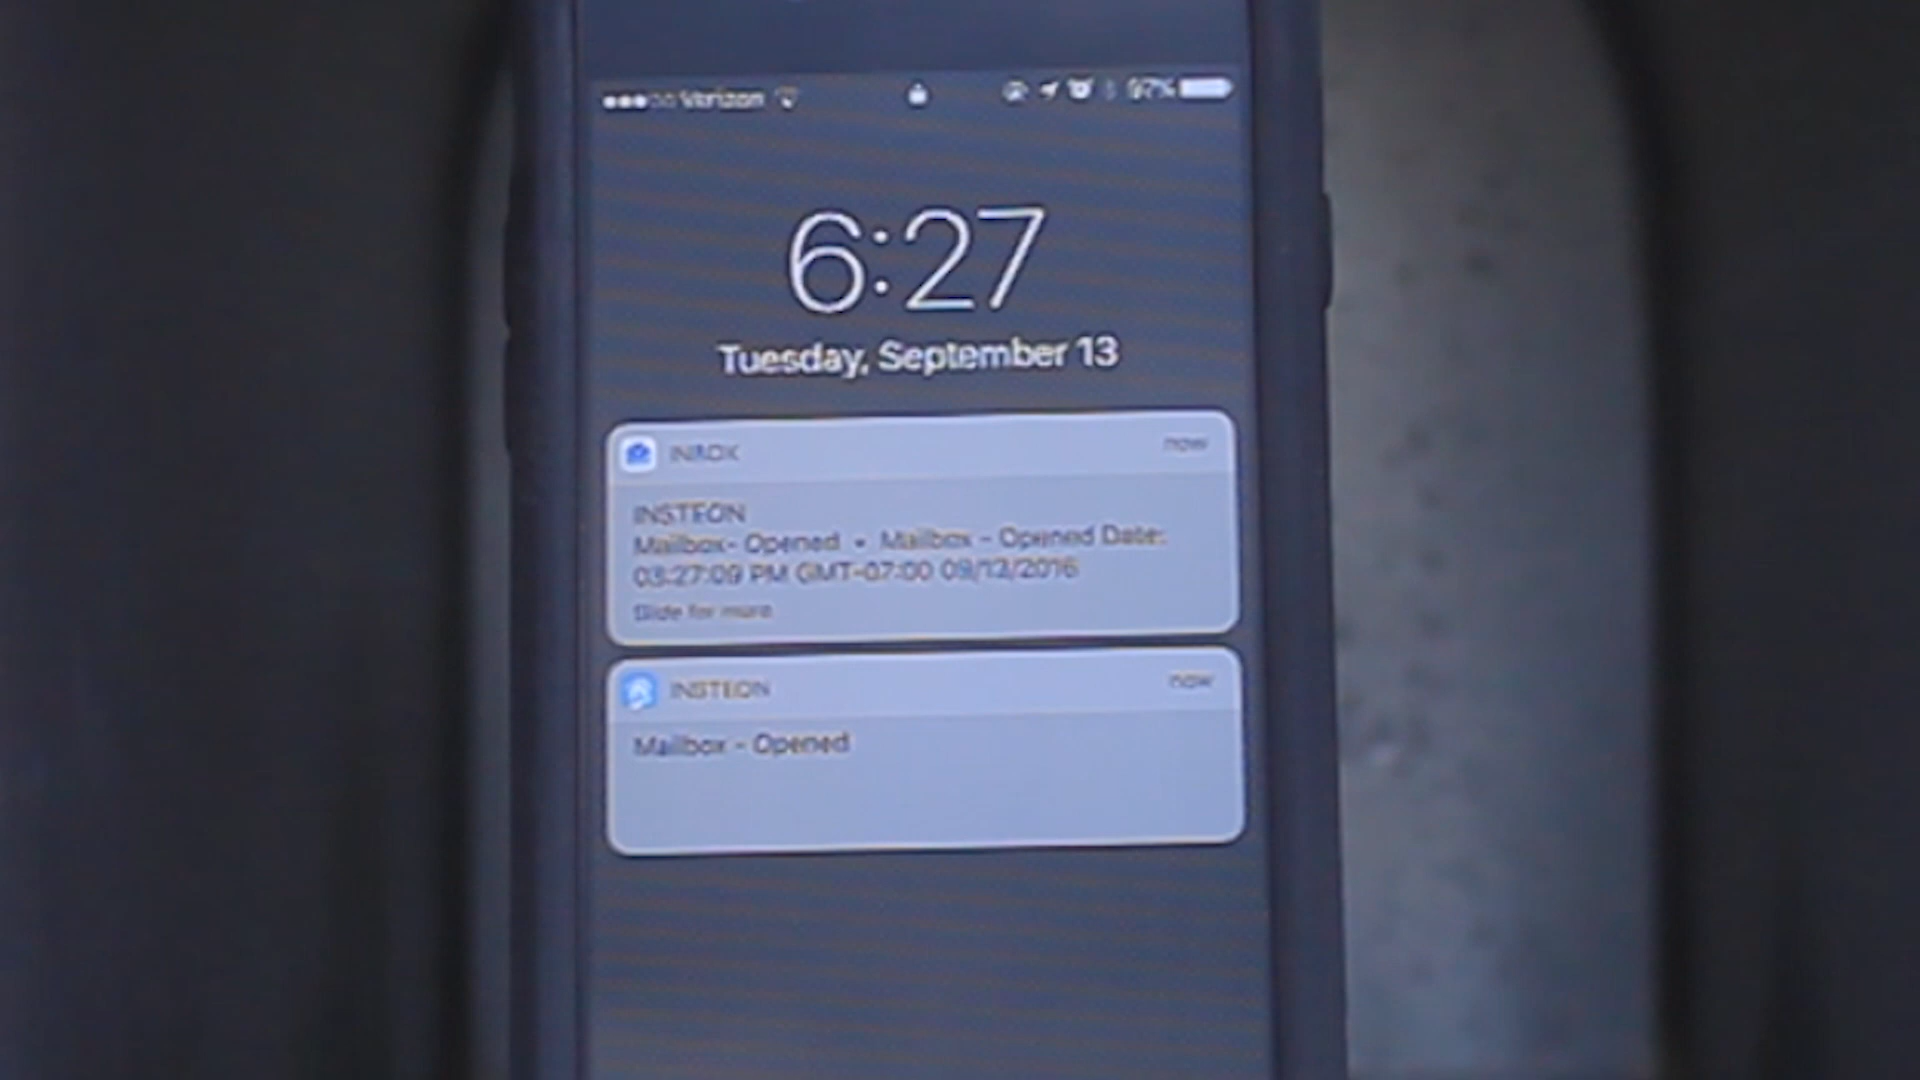 Verizon 97%
6:27
Tuesday, September 13
INBOX now
INSTEON
Mailbox- Opened • Mailbox - Opened Date:
03:27:09 PM GMT-07:00 09/13/2016
Slide for more
INSTEON now
Mailbox - Opened